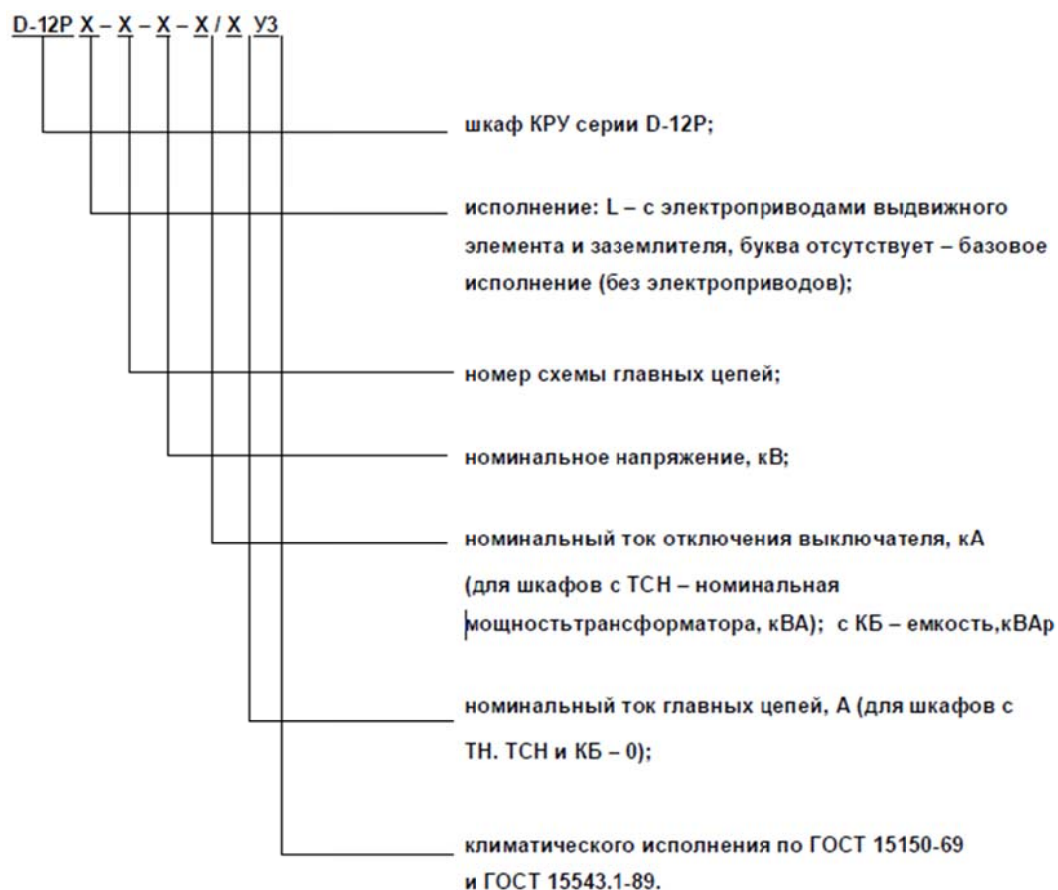 D-12P X – X – X – X / X У3
шкаф КРУ серии D-12P;
исполнение: L – с электроприводами выдвижного
элемента и заземлителя, буква отсутствует – базовое
исполнение (без электроприводов);
номер схемы главных цепей;
номинальное напряжение, кВ;
номинальный ток отключения выключателя, кА
(для шкафов с ТСН – номинальная
мощностьтрансформатора, кВА); с КБ – емкость,кВАр
номинальный ток главных цепей, А (для шкафов с
ТН. ТСН и КБ – 0);
климатического исполнения по ГОСТ 15150-69
и ГОСТ 15543.1-89.